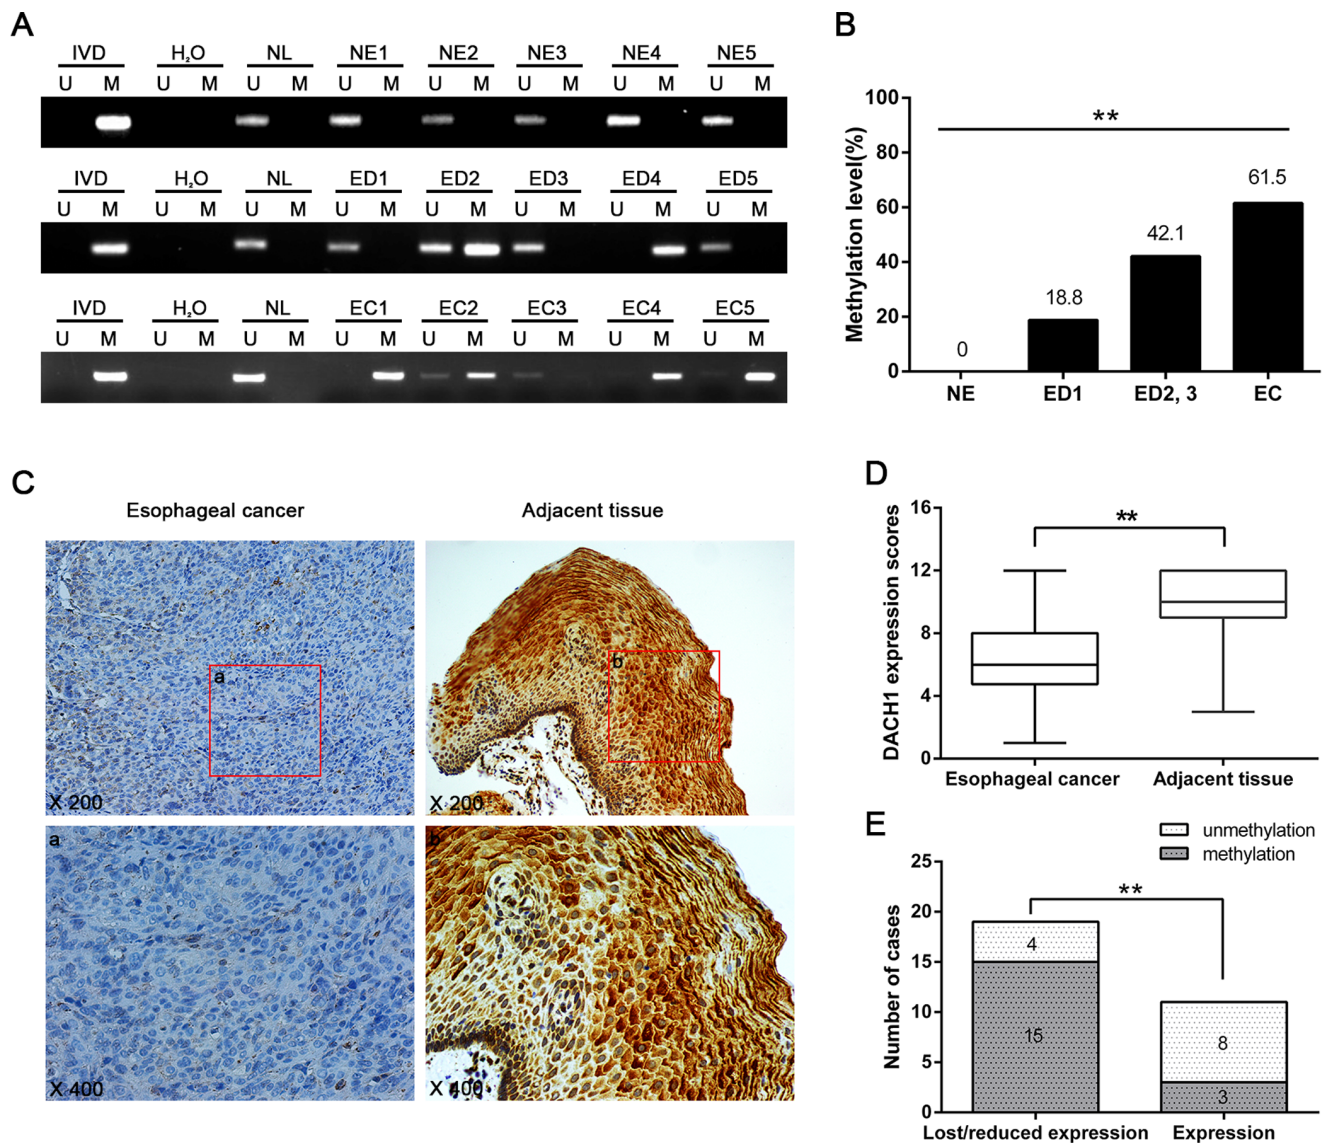 A
IVD H₂O NL NE1 NE2 NE3 NE4 NE5
U M U M U M U M U M U M U M U M
IVD H₂O NL ED1 ED2 ED3 ED4 ED5
U M U M U M U M U M U M U M U M
IVD H₂O NL EC1 EC2 EC3 EC4 EC5
U M U M U M U M U M U M U M U M
B
Methylation level(%)
100
80
60
40
20
0
**
0
18.8
42.1
61.5
NE ED1 ED2, 3 EC
C
Esophageal cancer Adjacent tissue
a
X 200
b
X 200
a
X 400
b
X 400
D
DACH1 expression scores
16
12
8
4
0
**
Esophageal cancer Adjacent tissue
E
unmethylation
methylation
Number of cases
25
20
15
10
5
0
**
4
15
8
3
Lost/reduced expression Expression